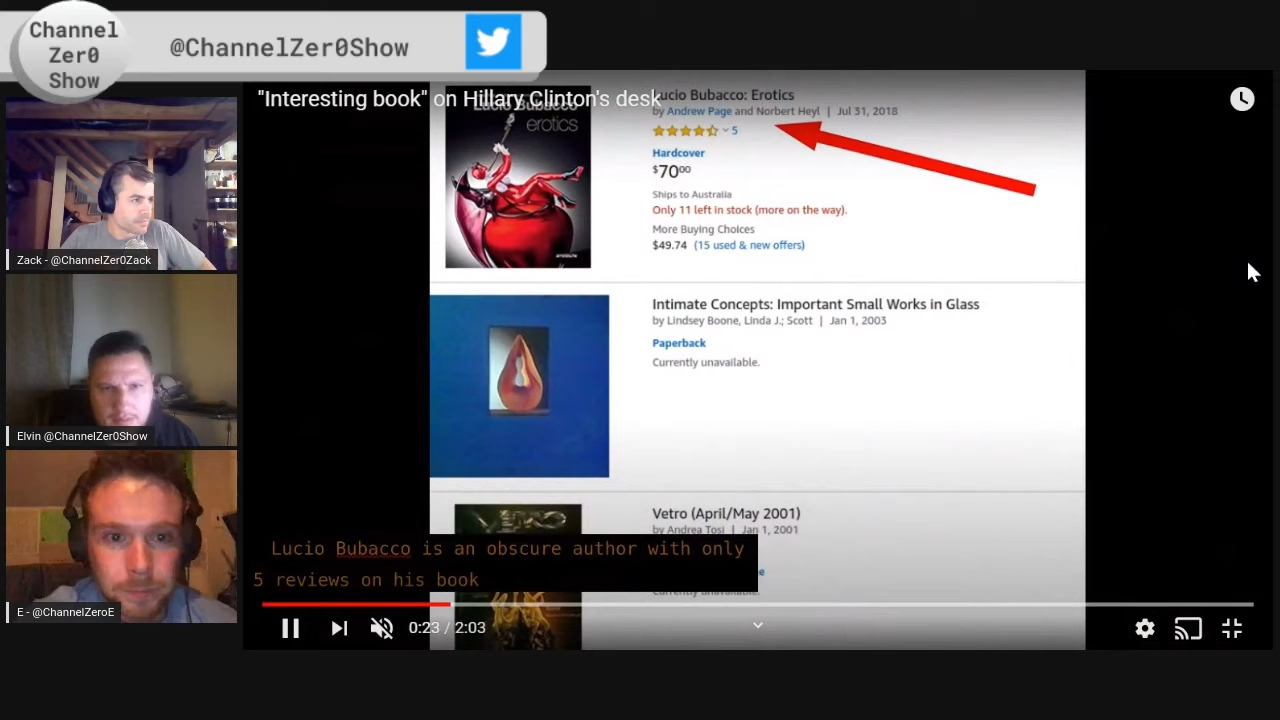 Channel
Zer0
Show
@ChannelZer0Show
"Interesting book" on Hillary Clinton's desk
Lucio Bubacco
erotics
Lucio Bubacco: Erotics
by Andrew Page and Norbert Heyl | Jul 31, 2018
5
Hardcover
$7000
Ships to Australia
Only 11 left in stock (more on the way).
More Buying Choices
$49.74 (15 used & new offers)
Zack - @ChannelZer0Zack
Intimate Concepts: Important Small Works in Glass
by Lindsey Boone, Linda J.; Scott | Jan 1, 2003
Paperback
Currently unavailable.
Elvin @ChannelZer0Show
VETRO
Vetro (April/May 2001)
by Andrea Tosi | Jan 1, 2001
Currently unavailable.
Lucio Bubacco is an obscure author with only
5 reviews on his book
E - @ChannelZeroE
0:23 / 2:03